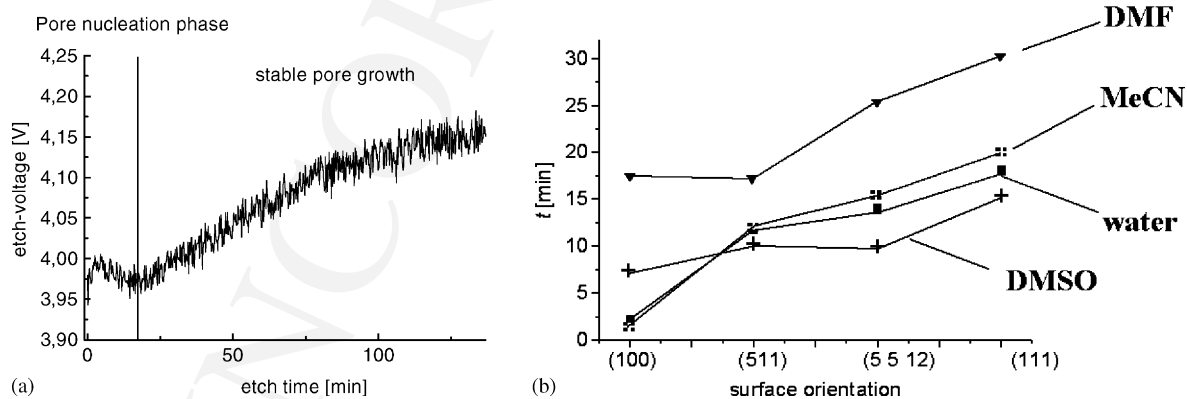 Pore nucleation phase
4,25
4,20
4,15
4,10
4,05
4,00
3,95
3,90
etch-voltage [V]
stable pore growth
0
50
100
(a)
etch time [min]
30
25
20
15
10
5
0
t [min]
DMF
MeCN
water
DMSO
(100)
(511)
(5 5 12)
(111)
(b)
surface orientation